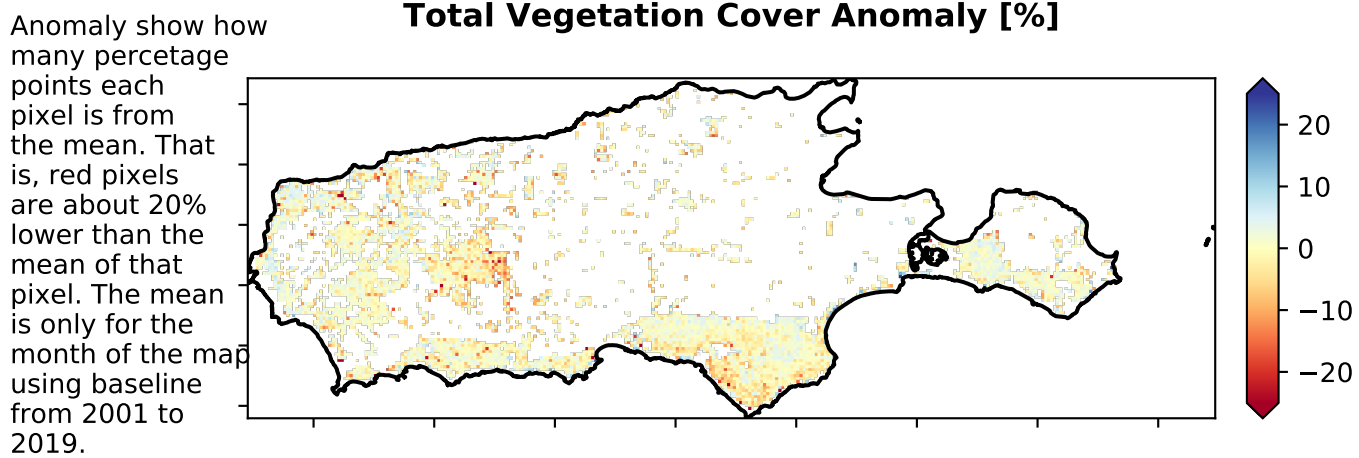 Total Vegetation Cover Anomaly [%]
Anomaly show how
many percetage
points each
pixel is from
the mean. That
is, red pixels
are about 20%
lower than the
mean of that
pixel. The mean
is only for the
month of the map
using baseline
from 2001 to
2019.
20
10
0
−10
−20